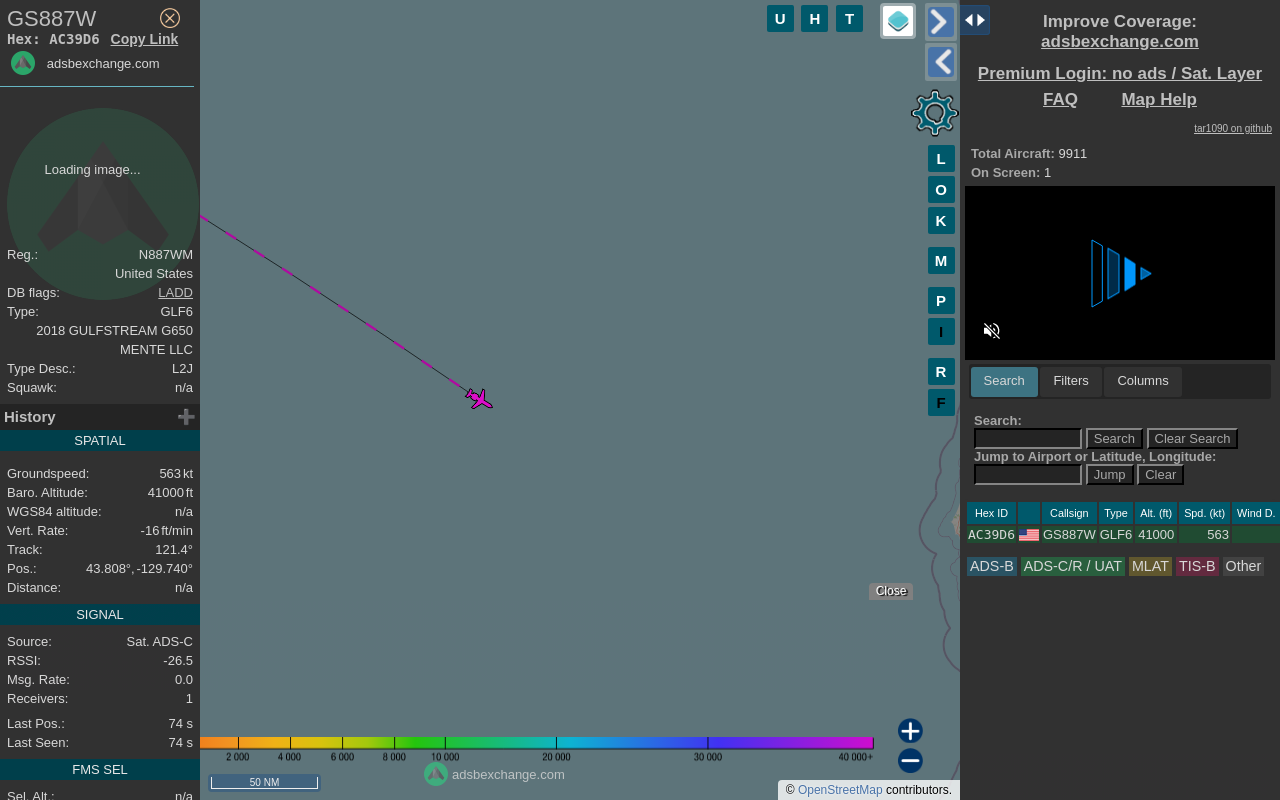 GS887W
Hex: AC39D6 Copy Link
adsbexchange.com
Loading image...
Reg.: N887WM
United States
DB flags: LADD
Type: GLF6
2018 GULFSTREAM G650
MENTE LLC
Type Desc.: L2J
Squawk: n/a
History
SPATIAL
Groundspeed: 563 kt
Baro. Altitude: 41000 ft
WGS84 altitude: n/a
Vert. Rate: -16 ft/min
Track: 121.4°
Pos.: 43.808°, -129.740°
Distance: n/a
SIGNAL
Source: Sat. ADS-C
RSSI: -26.5
Msg. Rate: 0.0
Receivers: 1
Last Pos.: 74 s
Last Seen: 74 s
FMS SEL
Sel. Alt.: n/a
U H T
L
O
K
M
P
I
R
F
Close
2 000 4 000 6 000 8 000 10 000 20 000 30 000 40 000+
adsbexchange.com
50 NM
© OpenStreetMap contributors.
Improve Coverage:
adsbexchange.com
Premium Login: no ads / Sat. Layer
FAQ Map Help
tar1090 on github
Total Aircraft: 9911
On Screen: 1
Search Filters Columns
Search:
Search Clear Search
Jump to Airport or Latitude, Longitude:
Jump Clear
Hex ID Callsign Type Alt. (ft) Spd. (kt) Wind D.
AC39D6 GS887W GLF6 41000 563
ADS-B ADS-C/R / UAT MLAT TIS-B Other